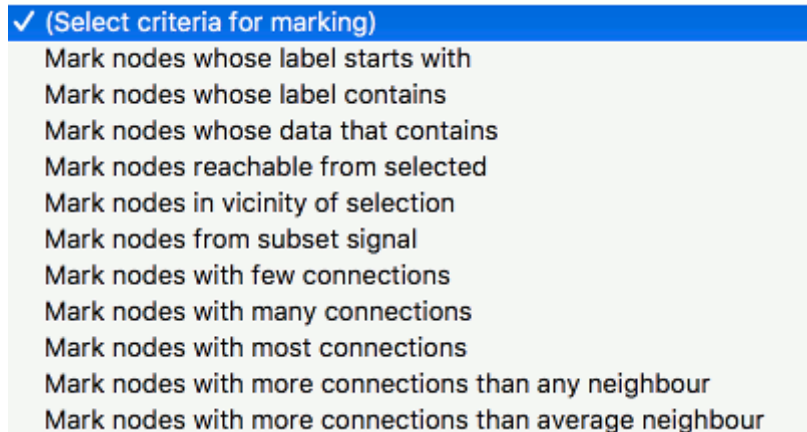 ✓ (Select criteria for marking)
Mark nodes whose label starts with
Mark nodes whose label contains
Mark nodes whose data that contains
Mark nodes reachable from selected
Mark nodes in vicinity of selection
Mark nodes from subset signal
Mark nodes with few connections
Mark nodes with many connections
Mark nodes with most connections
Mark nodes with more connections than any neighbour
Mark nodes with more connections than average neighbour